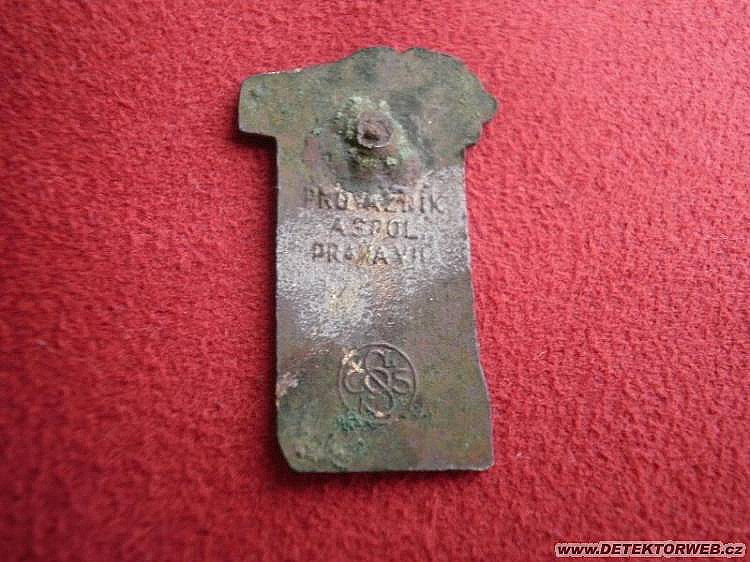 PROVAZNÍK
A SPOL
PRAHA VII
WWW.DETEKTORWEB.cz